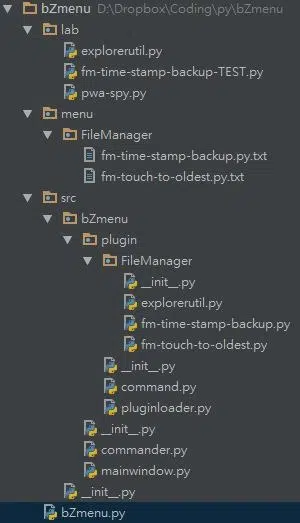 bZmenu D:\Dropbox\Coding\py\bZmenu
lab
explorerutil.py
fm-time-stamp-backup-TEST.py
pwa-spy.py
menu
FileManager
fm-time-stamp-backup.py.txt
fm-touch-to-oldest.py.txt
src
bZmenu
plugin
FileManager
__init__.py
explorerutil.py
fm-time-stamp-backup.py
fm-touch-to-oldest.py
__init__.py
command.py
pluginloader.py
__init__.py
commander.py
mainwindow.py
__init__.py
bZmenu.py